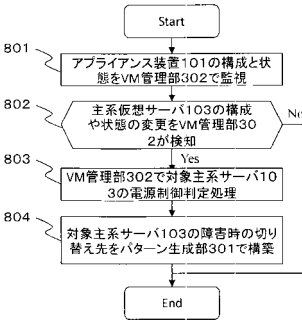 Start
801
アプライアンス装置101の構成と状
態をVM管理部302で監視
802
主系仮想サーバ103の構成
や状態の変更をVM管理部30
2が検知
No
Yes
803
VM管理部302で対象主系サーバ10
3の電源制御判定処理
804
対象主系サーバ103の障害時の切り
替え先をパターン生成部301で構築
End